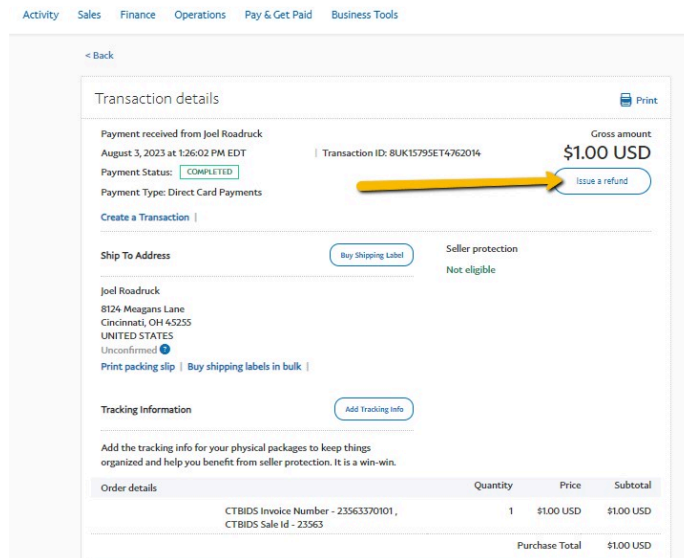 Activity Sales Finance Operations Pay & Get Paid Business Tools
< Back
Transaction details
Print
Payment received from Joel Roadruck
Gross amount
August 3, 2023 at 1:26:02 PM EDT | Transaction ID: 8UK15795ET4762014
$1.00 USD
Payment Status: COMPLETED
Issue a refund
Payment Type: Direct Card Payments
Create a Transaction |
Ship To Address
Buy Shipping Label
Seller protection
Not eligible
Joel Roadruck
8124 Meagans Lane
Cincinnati, OH 45255
UNITED STATES
Unconfirmed ?
Print packing slip | Buy shipping labels in bulk |
Tracking Information
Add Tracking Info
Add the tracking info for your physical packages to keep things
organized and help you benefit from seller protection. It is a win-win.
Order details Quantity Price Subtotal
CTBIDS Invoice Number - 23563370101 , 1 $1.00 USD $1.00 USD
CTBIDS Sale Id - 23563
Purchase Total $1.00 USD